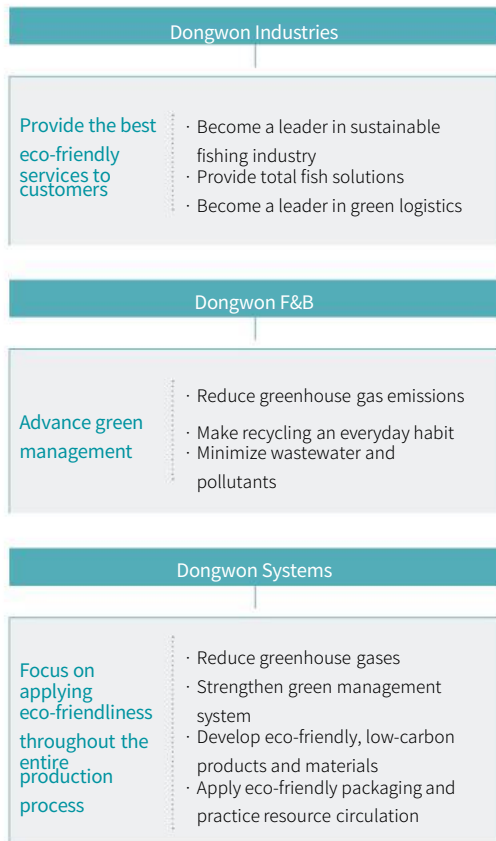 Dongwon Industries
Provide the best
eco-friendly
services to
customers
· Become a leader in sustainable
fishing industry
· Provide total fish solutions
· Become a leader in green logistics
Dongwon F&B
Advance green
management
· Reduce greenhouse gas emissions
· Make recycling an everyday habit
· Minimize wastewater and
pollutants
Dongwon Systems
Focus on
applying
eco-friendliness
throughout the
entire
production
process
· Reduce greenhouse gases
· Strengthen green management
system
· Develop eco-friendly, low-carbon
products and materials
· Apply eco-friendly packaging and
practice resource circulation